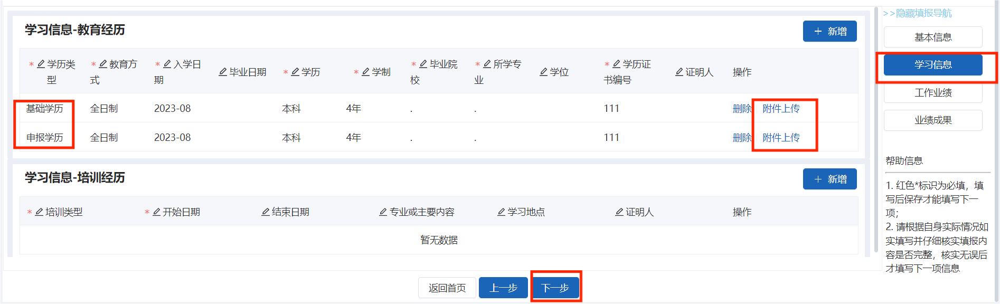 学习信息-教育经历
+ 新增
* 学历类型
* 教育方式
* 入学日期
毕业日期
* 学历
* 学制
* 毕业院校
* 所学专业
学位
* 学历证书编号
证明人
操作
基础学历 全日制 2023-08 本科 4年 . . 111 删除 附件上传
申报学历 全日制 2023-08 本科 4年 . . 111 删除 附件上传
学习信息-培训经历
+ 新增
* 培训类型 * 开始日期 结束日期 专业或主要内容 学习地点 证明人 操作
暂无数据
返回首页 上一步 下一步
>>隐藏填报导航
基本信息
学习信息
工作业绩
业绩成果
帮助信息
1. 红色*标识为必填，填
写后保存才能填写下一
项；
2. 请根据自身实际情况如
实填写并仔细核实填报内
容是否完整，核实无误后
才填写下一项信息